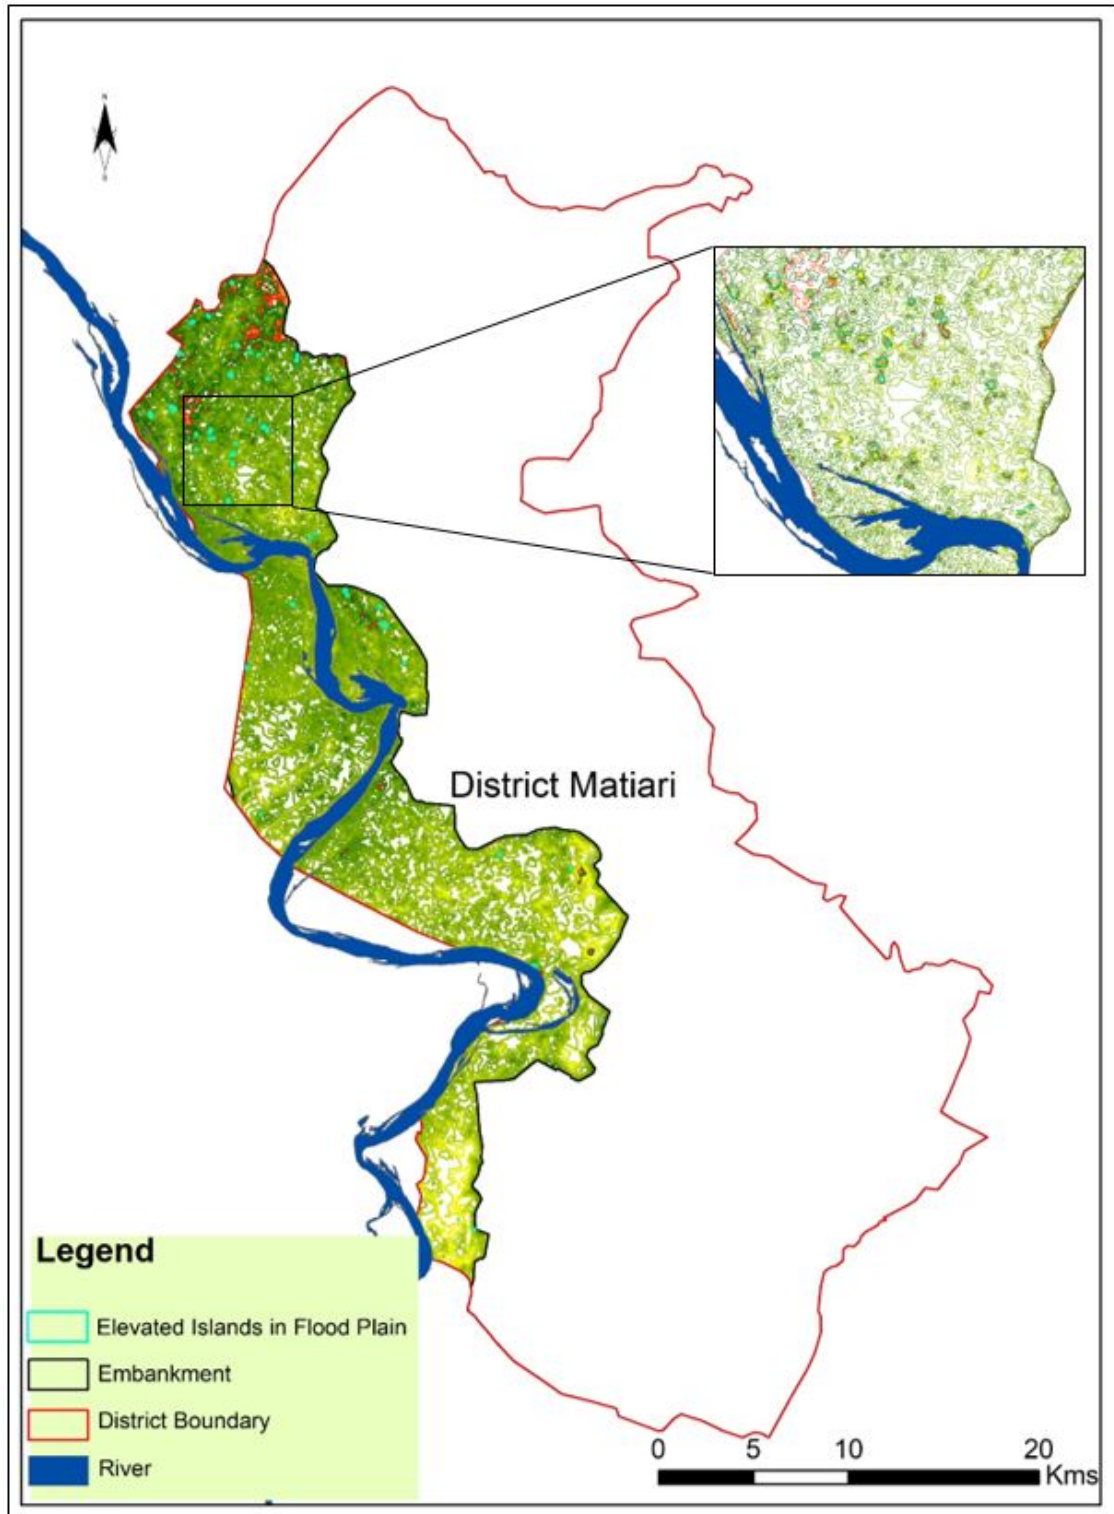 N
District Matiari
Legend
Elevated Islands in Flood Plain
Embankment
District Boundary
River
0 5 10 20
Kms